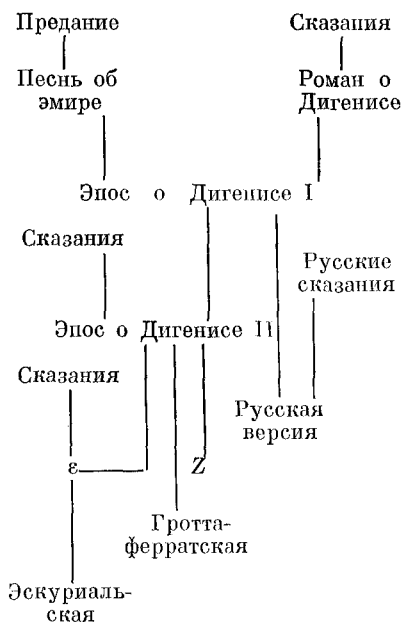 Предание
Сказания
Песнь об
эмире
Роман о
Дигенисе
Эпос о Дигенисе I
Сказания
Русские
сказания
Эпос о Дигенисе II
Сказания
Русская
версия
ε
Z
Гротта-
ферратская
Эскуриаль-
ская